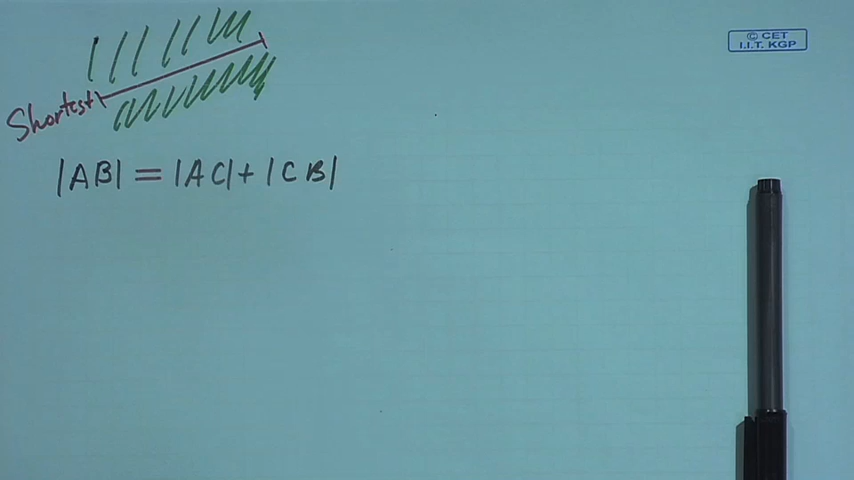 © CET
I.I.T. KGP
Shortest
|AB| = |AC| + |CB|